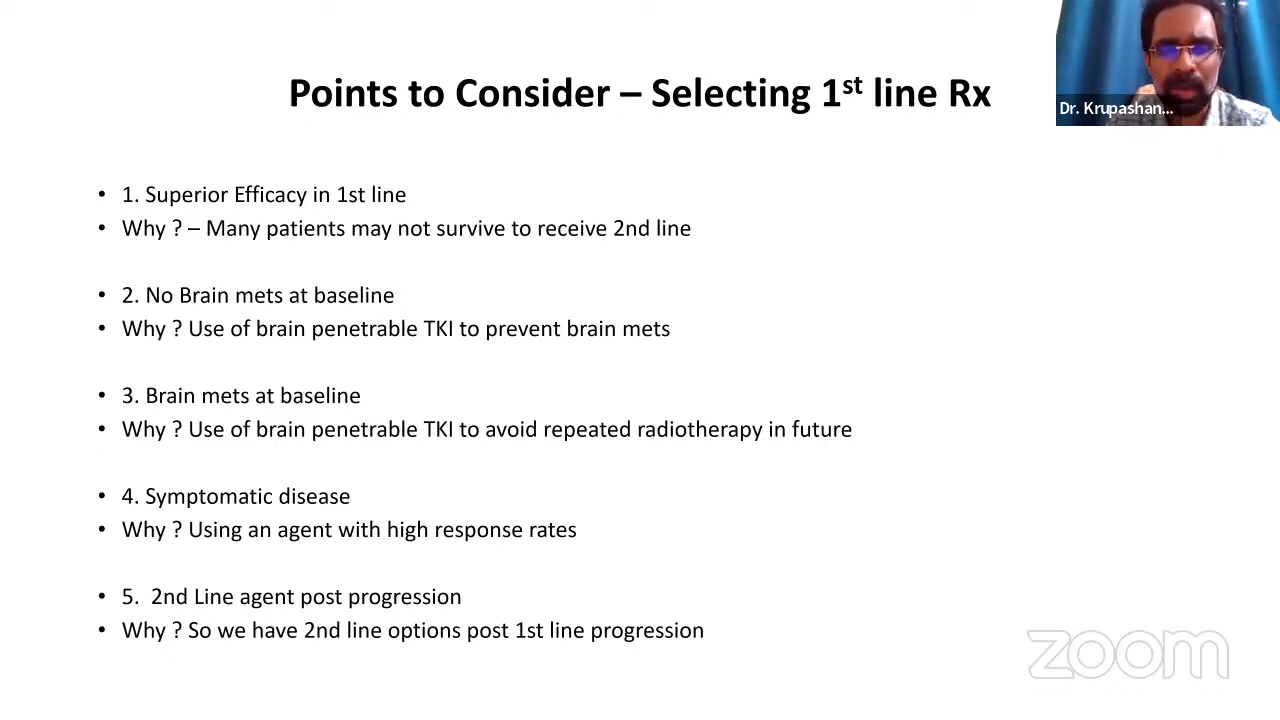 Points to Consider – Selecting 1st line Rx
Dr. Krupashan...
• 1. Superior Efficacy in 1st line
• Why ? – Many patients may not survive to receive 2nd line
• 2. No Brain mets at baseline
• Why ? Use of brain penetrable TKI to prevent brain mets
• 3. Brain mets at baseline
• Why ? Use of brain penetrable TKI to avoid repeated radiotherapy in future
• 4. Symptomatic disease
• Why ? Using an agent with high response rates
• 5.  2nd Line agent post progression
• Why ? So we have 2nd line options post 1st line progression
zoom